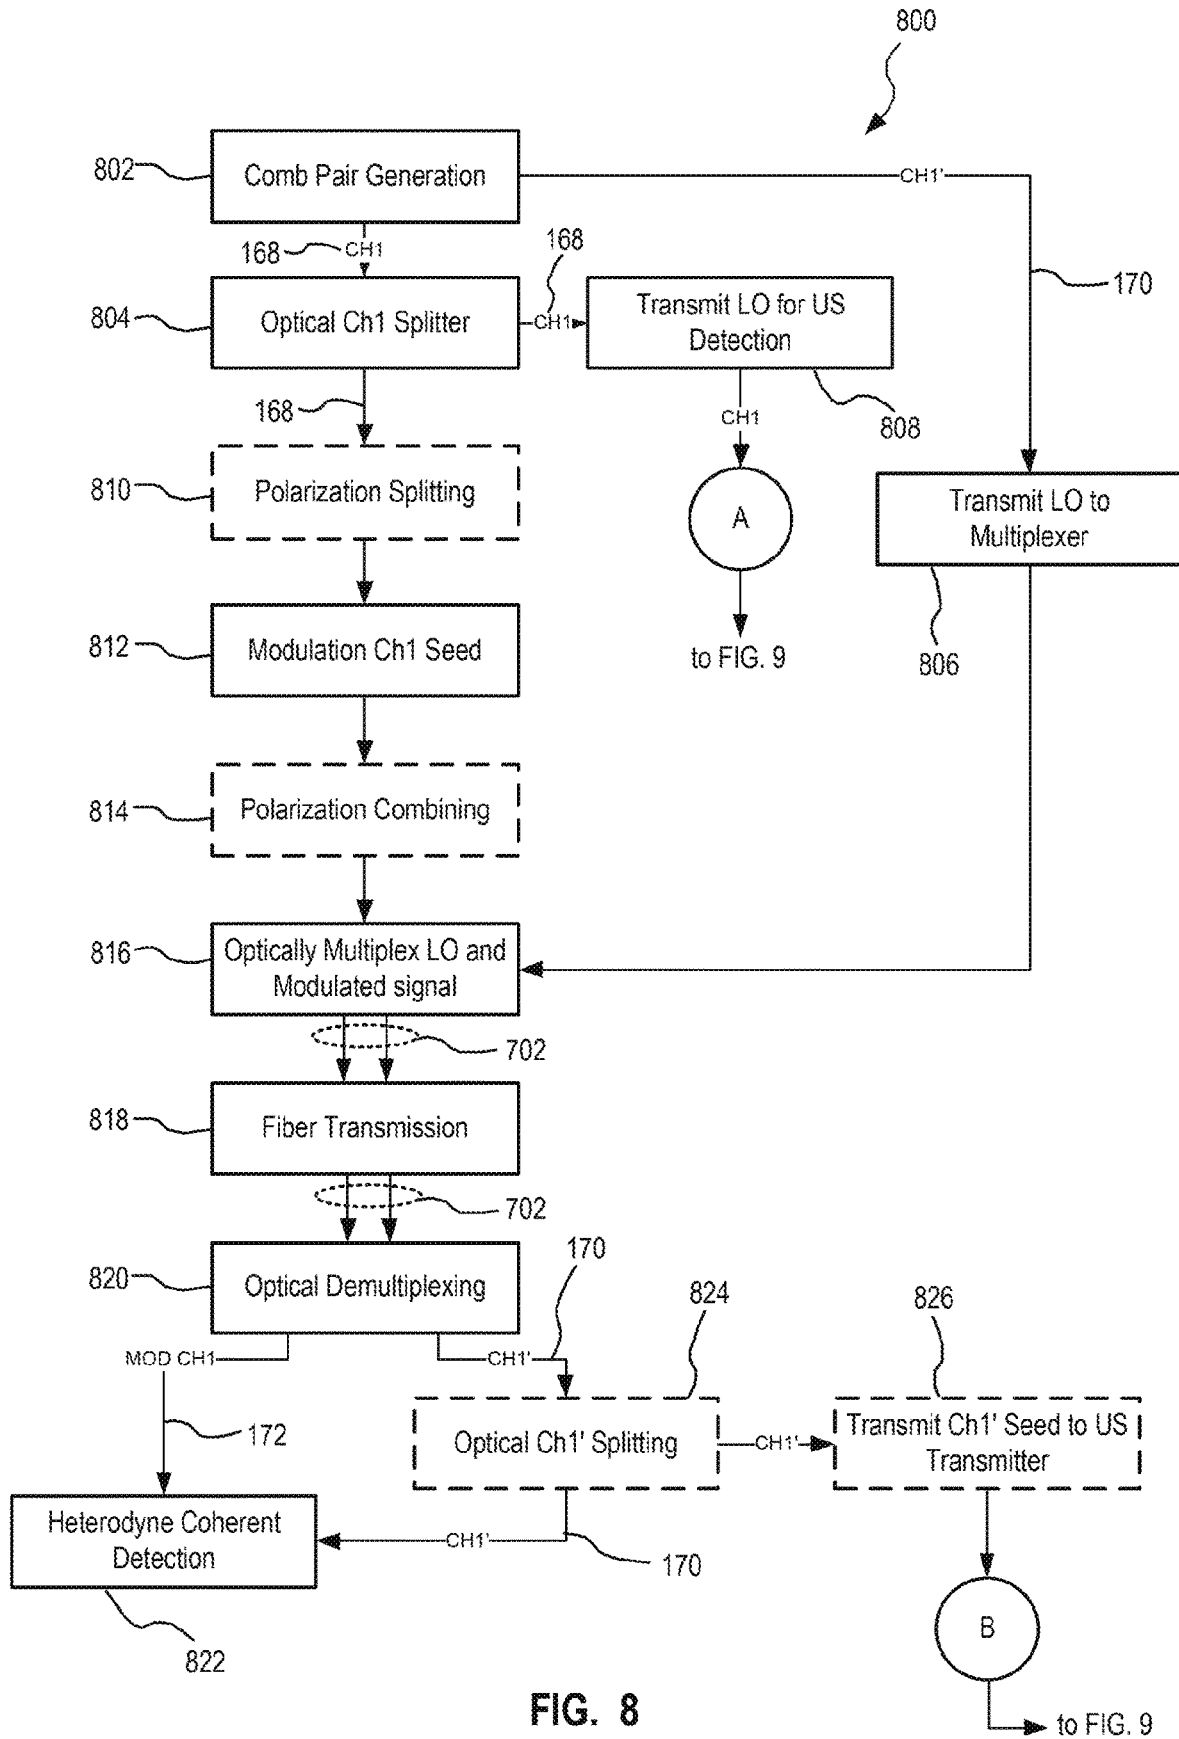 800
802
Comb Pair Generation
CH1'
168
CH1
168
170
804
Optical Ch1 Splitter
CH1
Transmit LO for US
Detection
168
CH1
808
810
Polarization Splitting
A
Transmit LO to
Multiplexer
812
Modulation Ch1 Seed
to FIG. 9
806
814
Polarization Combining
816
Optically Multiplex LO and
Modulated signal
702
818
Fiber Transmission
702
820
Optical Demultiplexing
170
824
826
MOD CH1
CH1'
172
Optical Ch1' Splitting
CH1'
Transmit Ch1' Seed to US
Transmitter
Heterodyne Coherent
Detection
CH1'
170
822
B
FIG. 8
to FIG. 9